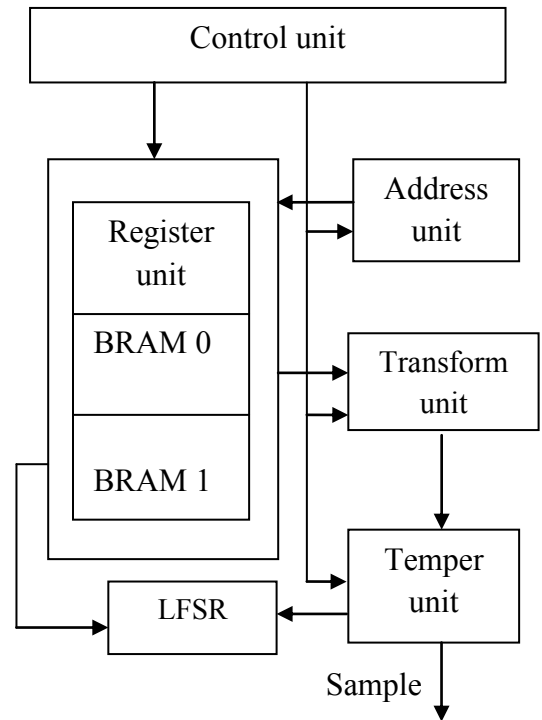 Control unit
Address
unit
Register
unit
BRAM 0
Transform
unit
BRAM 1
Temper
unit
LFSR
Sample